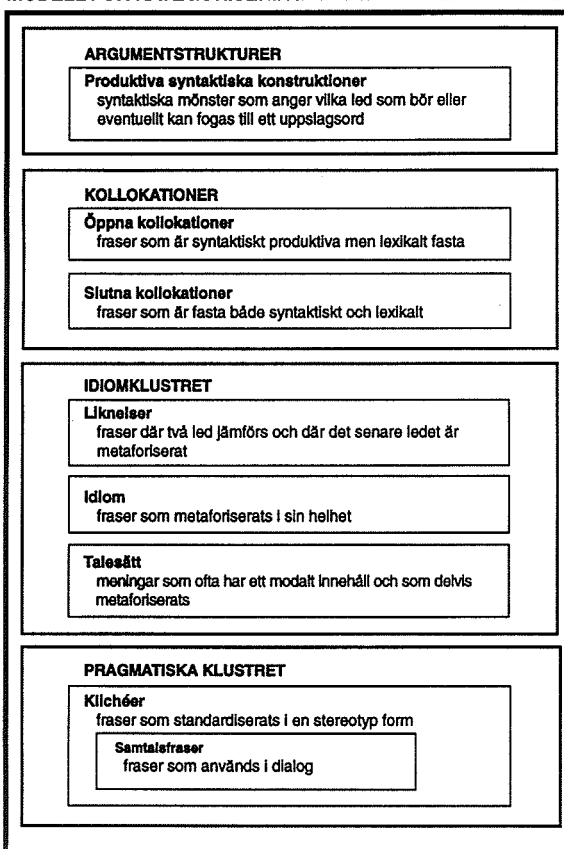 ARGUMENTSTRUKTURER
Produktiva syntaktiska konstruktioner
syntaktiska mönster som anger vilka led som bör eller
eventuellt kan fogas till ett uppslagsord
KOLLOKATIONER
Öppna kollokationer
fraser som är syntaktiskt produktiva men lexikalt fasta
Slutna kollokationer
fraser som är fasta både syntaktiskt och lexikalt
IDIOMKLUSTRET
Liknelser
fraser där två led jämförs och där det senare ledet är
metaforiserat
Idiom
fraser som metaforiserats i sin helhet
Talesätt
meningar som ofta har ett modalt innehåll och som delvis
metaforiserats
PRAGMATISKA KLUSTRET
Klichéer
fraser som standardiserats i en stereotyp form
Samtalsfraser
fraser som används i dialog